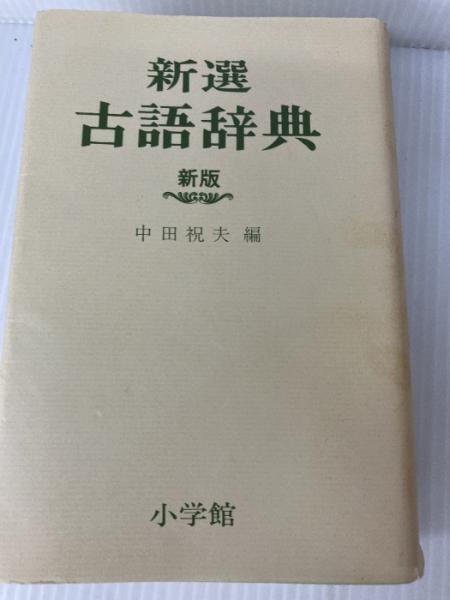 新選
古語辞典
新版
中田祝夫 編
小学館